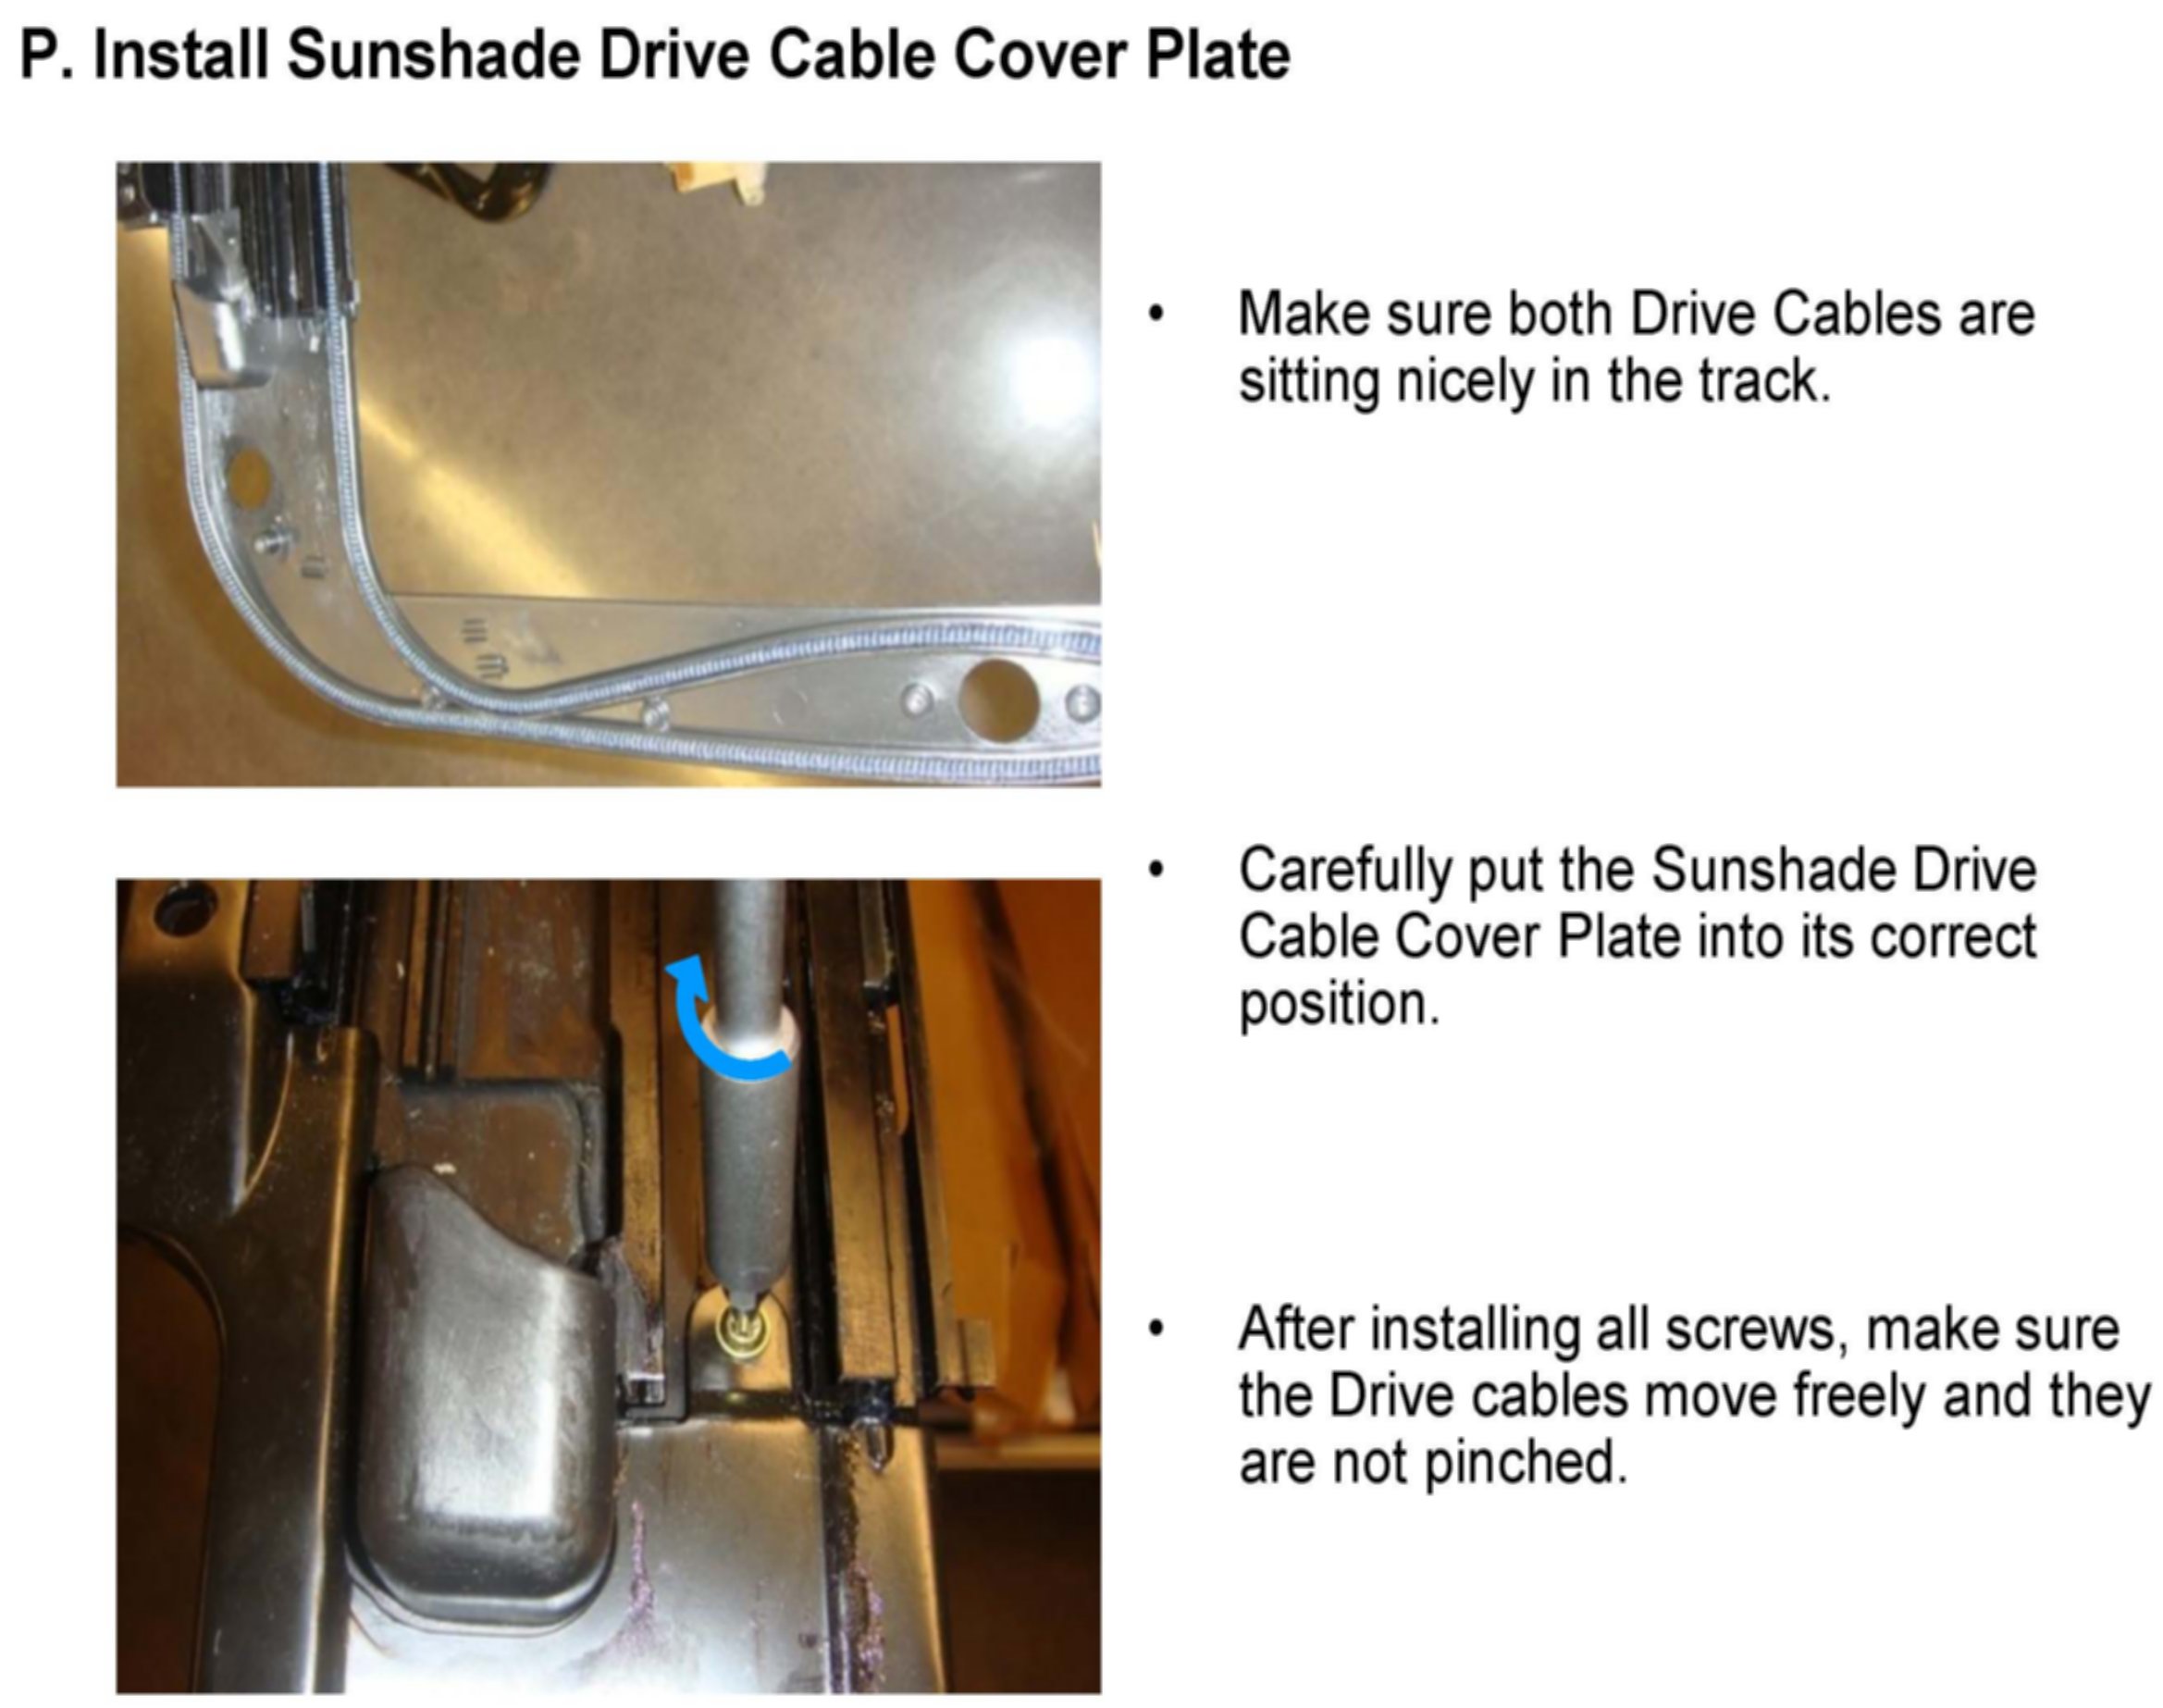 P. Install Sunshade Drive Cable Cover Plate
• Make sure both Drive Cables are
sitting nicely in the track.
• Carefully put the Sunshade Drive
Cable Cover Plate into its correct
position.
• After installing all screws, make sure
the Drive cables move freely and they
are not pinched.